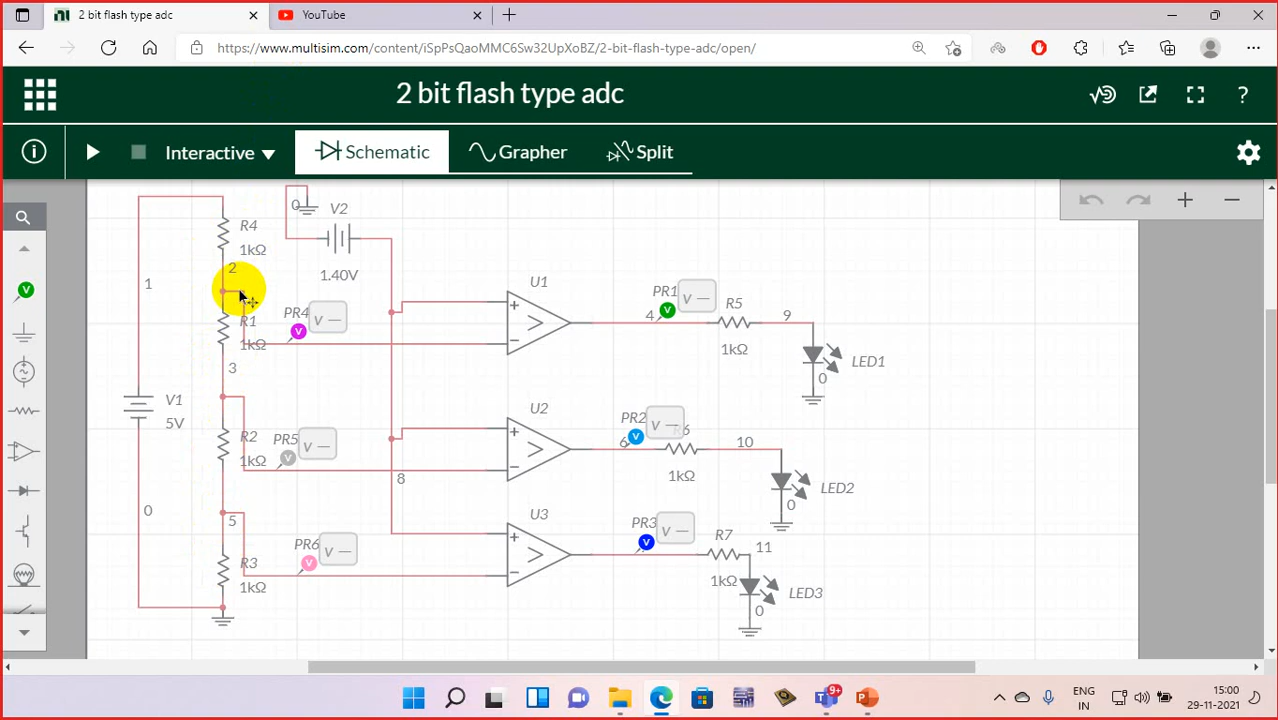 2 bit flash type adc
YouTube
https://www.multisim.com/content/iSpPsQaoMMC6Sw32UpXoBZ/2-bit-flash-type-adc/open/
2 bit flash type adc
Interactive
Schematic
Grapher
Split
0
V2
1.40V
R4
1kΩ
2
1
R1
1kΩ
PR4
V
v —
3
V1
5V
R2
1kΩ
PR5
V
v —
8
0
5
R3
1kΩ
PR6
V
v —
U1
4
PR1
V
v —
R5
1kΩ
9
LED1
0
U2
6
PR2
V
v —
R6
1kΩ
10
LED2
0
U3
PR3
V
v —
R7
1kΩ
11
LED3
0
9+
ENG
IN
15:00
29-11-2021